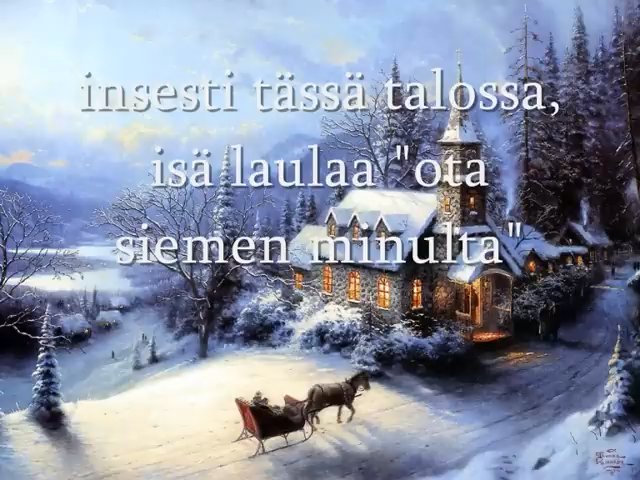 insesti tässä talossa,
isä laulaa "ota
siemen minulta"